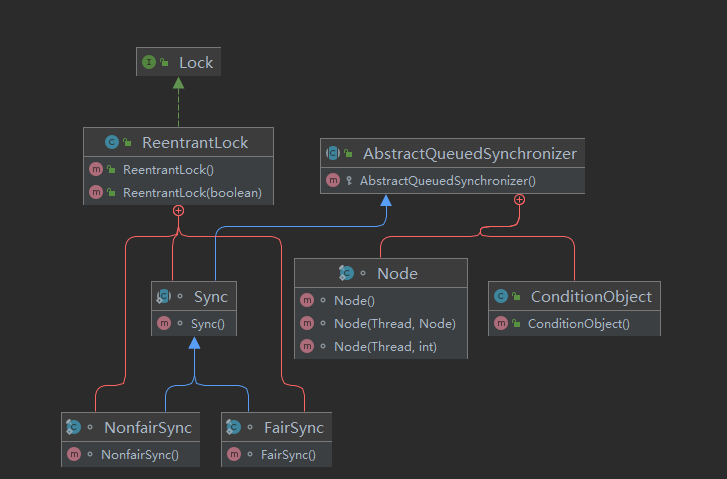 Lock
ReentrantLock
ReentrantLock()
ReentrantLock(boolean)
AbstractQueuedSynchronizer
AbstractQueuedSynchronizer()
Sync
Sync()
Node
Node()
Node(Thread, Node)
Node(Thread, int)
ConditionObject
ConditionObject()
NonfairSync
NonfairSync()
FairSync
FairSync()